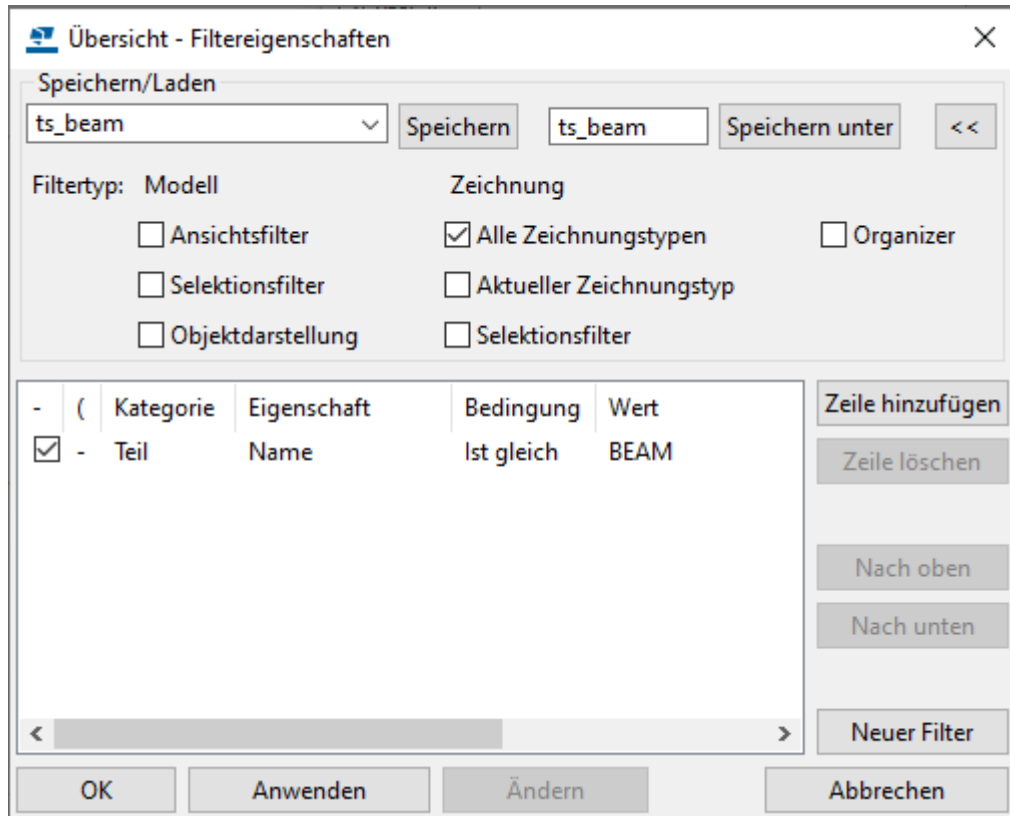 Übersicht - Filtereigenschaften
Speichern/Laden
ts_beam Speichern ts_beam Speichern unter <<
Filtertyp: Modell Zeichnung
Ansichtsfilter Alle Zeichnungstypen Organizer
Selektionsfilter Aktueller Zeichnungstyp
Objektdarstellung Selektionsfilter
- ( Kategorie Eigenschaft Bedingung Wert Zeile hinzufügen
- Teil Name Ist gleich BEAM Zeile löschen
Nach oben
Nach unten
Neuer Filter
OK Anwenden Ändern Abbrechen